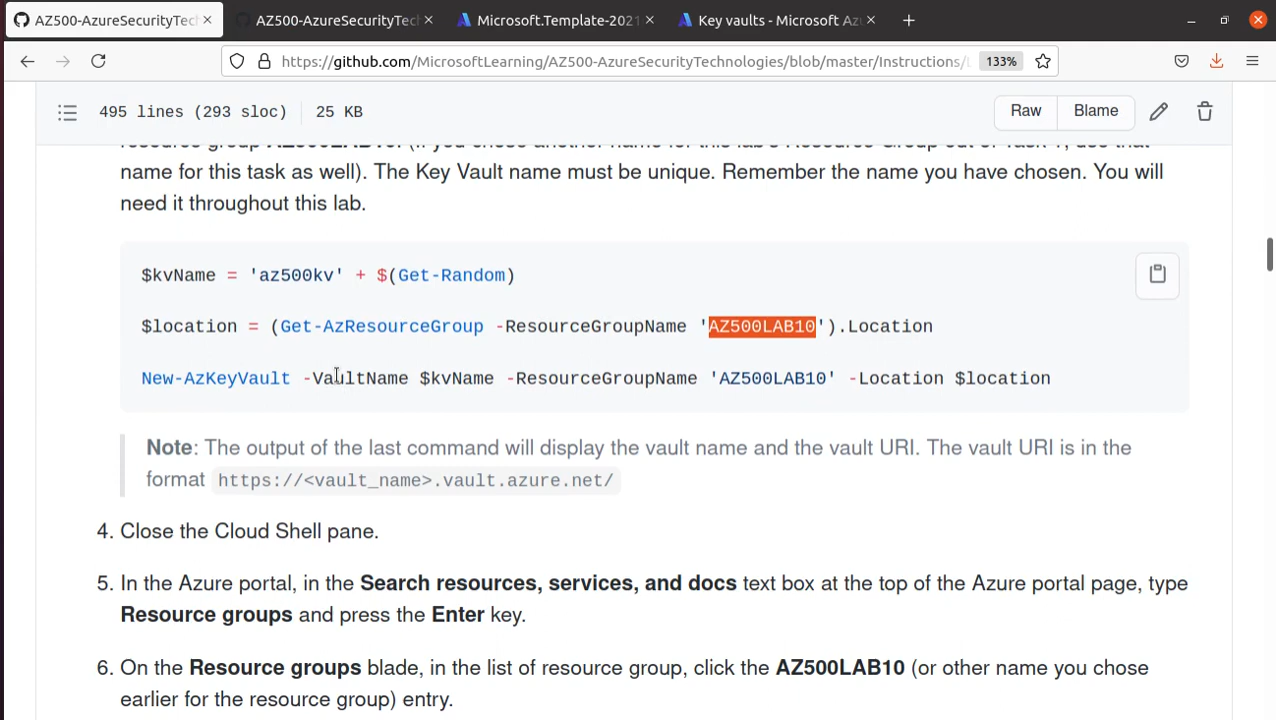 AZ500-AzureSecurityTec
AZ500-AzureSecurityTec
Microsoft.Template-2021
Key vaults - Microsoft Az
https://github.com/MicrosoftLearning/AZ500-AzureSecurityTechnologies/blob/master/Instructions/
133%
495 lines (293 sloc)
25 KB
Raw
Blame
name for this task as well). The Key Vault name must be unique. Remember the name you have chosen. You will
need it throughout this lab.
$kvName = 'az500kv' + $(Get-Random)
$location = (Get-AzResourceGroup -ResourceGroupName 'AZ500LAB10').Location
New-AzKeyVault -VaultName $kvName -ResourceGroupName 'AZ500LAB10' -Location $location
Note: The output of the last command will display the vault name and the vault URI. The vault URI is in the
format https://<vault_name>.vault.azure.net/
4. Close the Cloud Shell pane.
5. In the Azure portal, in the Search resources, services, and docs text box at the top of the Azure portal page, type
Resource groups and press the Enter key.
6. On the Resource groups blade, in the list of resource group, click the AZ500LAB10 (or other name you chose
earlier for the resource group) entry.